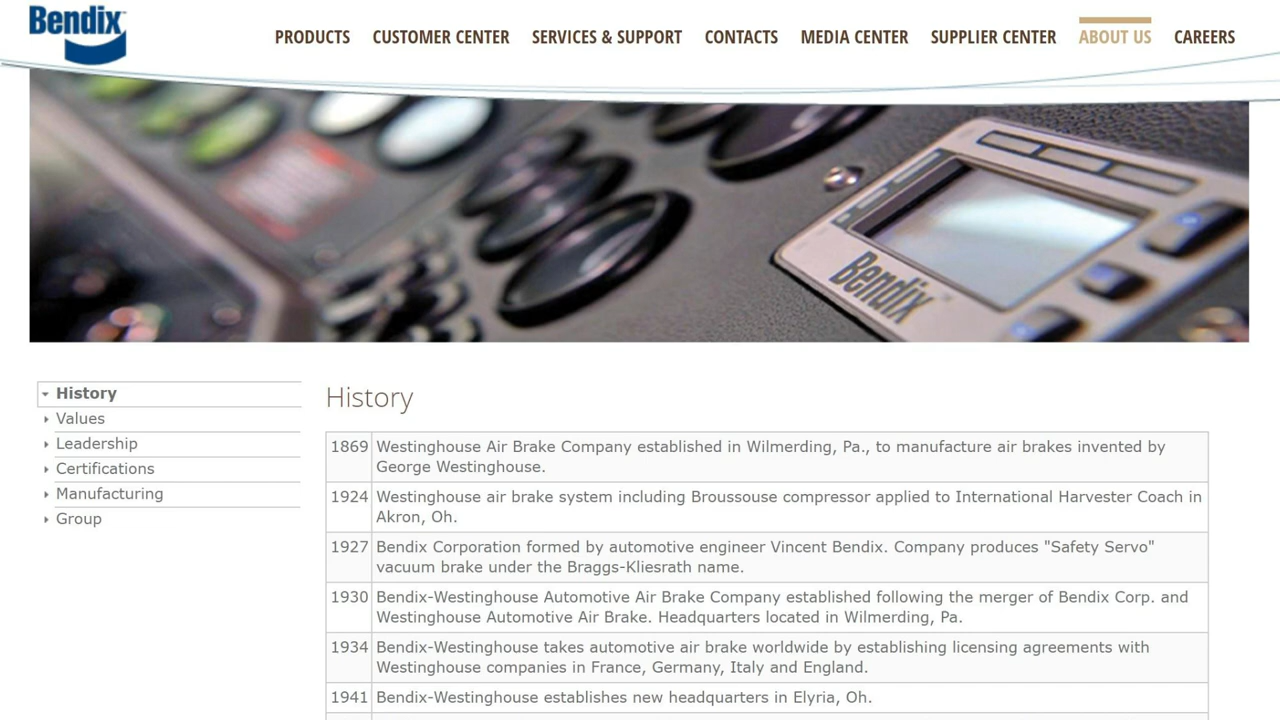 Bendix
PRODUCTS
CUSTOMER CENTER
SERVICES & SUPPORT
CONTACTS
MEDIA CENTER
SUPPLIER CENTER
ABOUT US
CAREERS
Bendix
History
Values
Leadership
Certifications
Manufacturing
Group
History
1869 Westinghouse Air Brake Company established in Wilmerding, Pa., to manufacture air brakes invented by
George Westinghouse.
1924 Westinghouse air brake system including Broussouse compressor applied to International Harvester Coach in
Akron, Oh.
1927 Bendix Corporation formed by automotive engineer Vincent Bendix. Company produces "Safety Servo"
vacuum brake under the Braggs-Kliesrath name.
1930 Bendix-Westinghouse Automotive Air Brake Company established following the merger of Bendix Corp. and
Westinghouse Automotive Air Brake. Headquarters located in Wilmerding, Pa.
1934 Bendix-Westinghouse takes automotive air brake worldwide by establishing licensing agreements with
Westinghouse companies in France, Germany, Italy and England.
1941 Bendix-Westinghouse establishes new headquarters in Elyria, Oh.